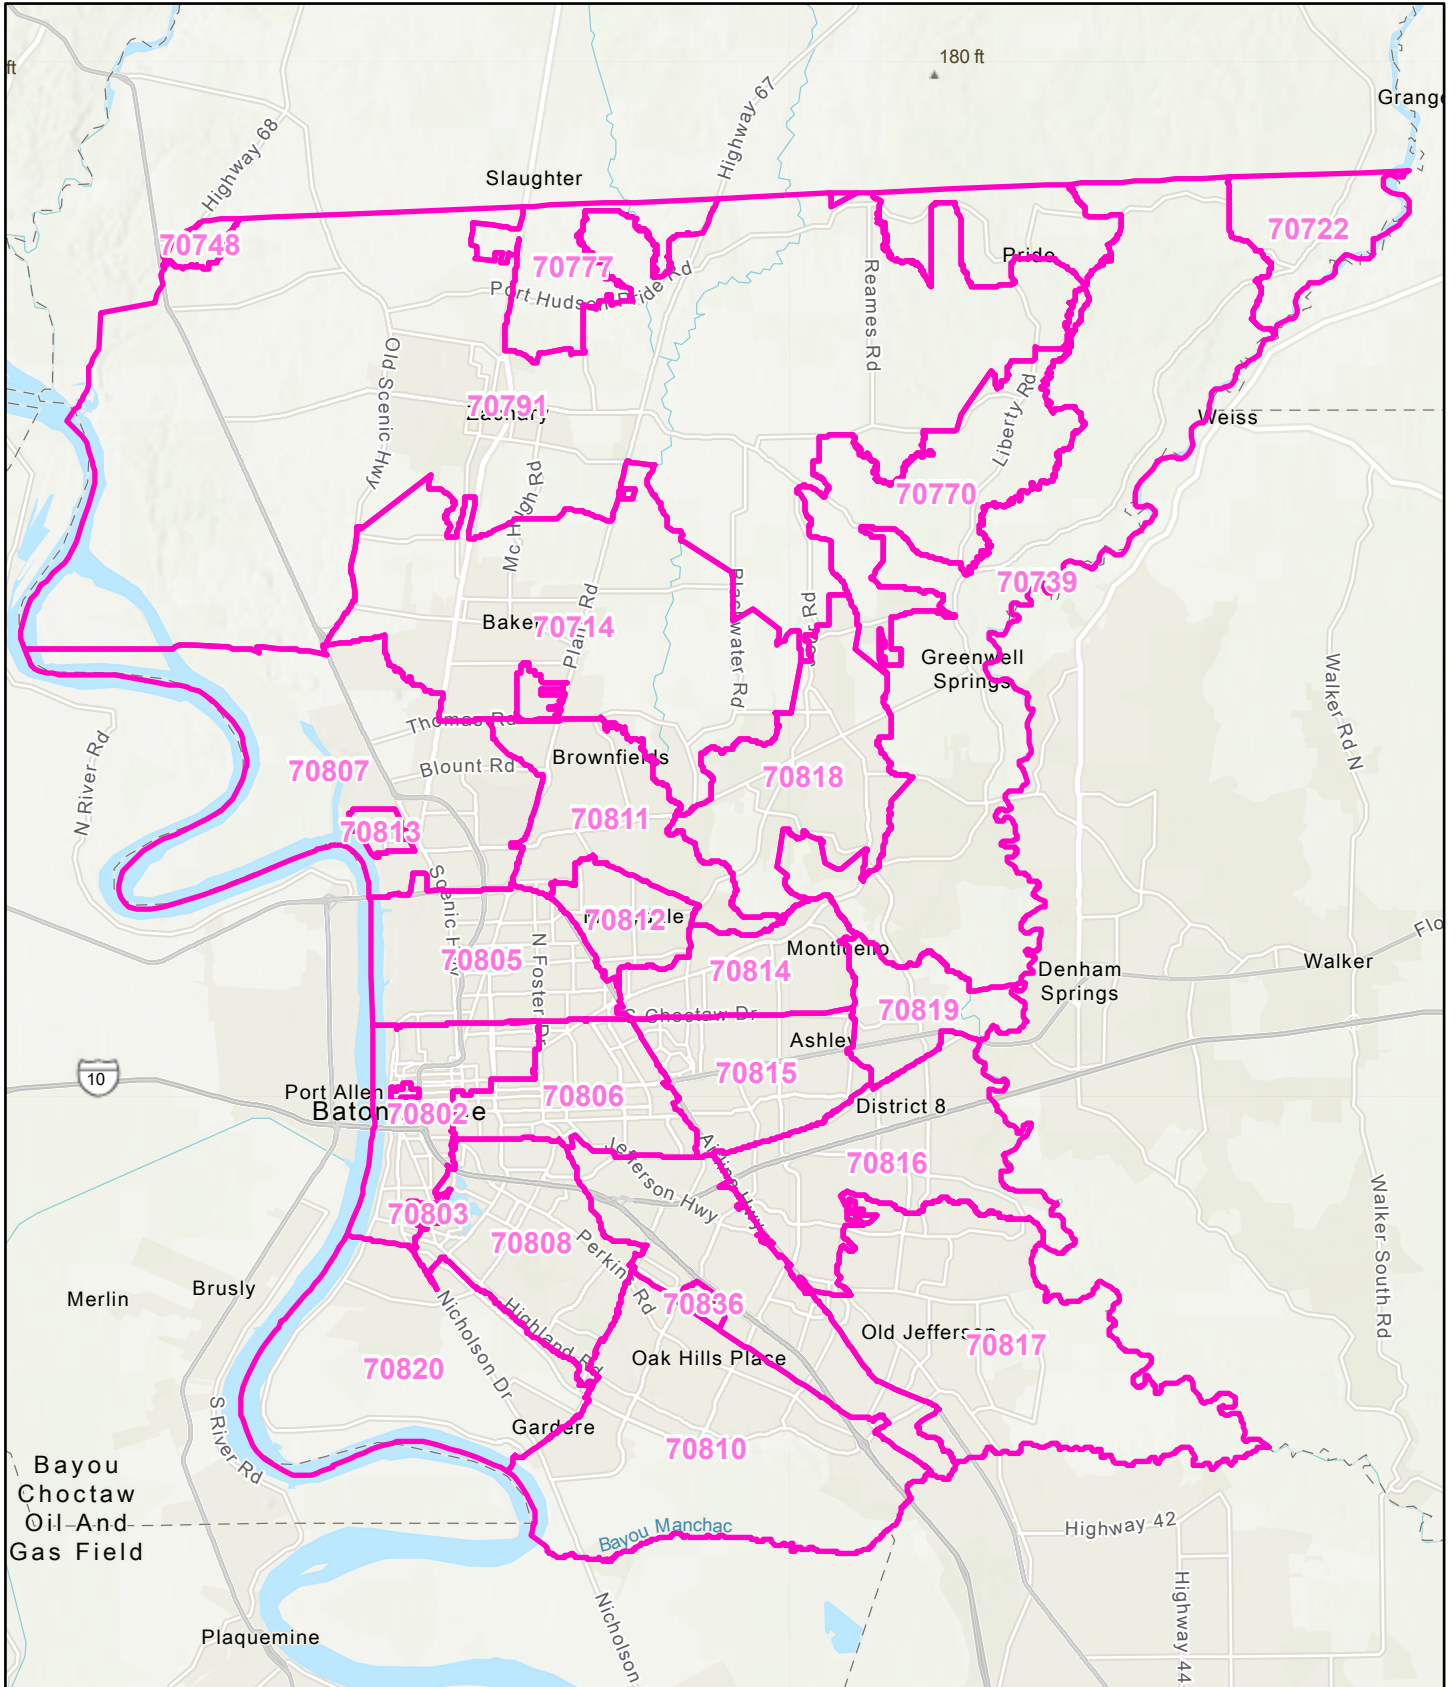 ft
180 ft
Highway 67
Highway 68
Slaughter
70748
70777
Port Hudson-Pride Rd
Pride
70722
Reames Rd
Old Scenic Hwy
70791
Zachary
Weiss
Liberty Rd
Mc Hugh Rd
70770
Plank Rd
Blackwater Rd
70739
Baker
70714
Greenwell
Springs
Walker Rd N
N River Rd
Thomas Rd
Brownfields
Blount Rd
70807
70818
70813
70811
Scenic Hwy
70812
N Foster Dr
70805
Monticello
70814
Walker
Denham
Springs
70819
S Choctaw Dr
Ashley
10
70815
Port Allen
70806
Baton
70802
District 8
Jefferson Hwy
Airline Hwy
70816
70803
Walker South Rd
70808
Perkins Rd
Brusly
Merlin
70836
Highland Rd
Nicholson Dr
Old Jefferson
70817
Oak Hills Place
70820
S River Rd
Gardere
70810
Bayou
Choctaw
Oil And
Gas Field
Bayou Manchac
Highway 42
Highway 44
Nicholson
Plaquemine